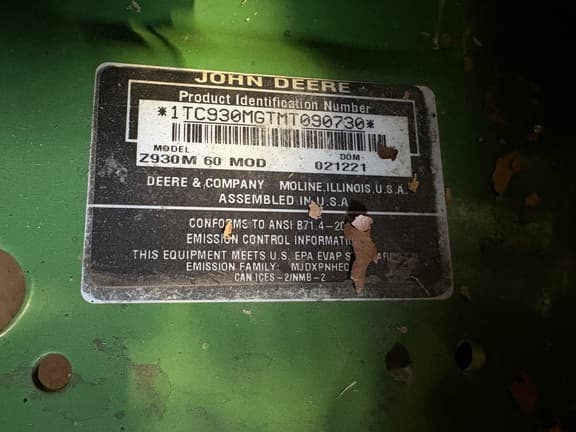 JOHN DEERE
Product Identification Number
*1TC930MGTMT090730*
MODEL DOM-
Z930M 60 MOD 021221
DEERE & COMPANY MOLINE, ILLINOIS, U.S.A.
ASSEMBLED IN U.S.A
CONFORMS TO ANSI B71.4-20
EMISSION CONTROL INFORMATI
THIS EQUIPMENT MEETS U.S. EPA EVAP
EMISSION FAMILY: MJDXPNHEQ
CAN ICES-2/NMB-2